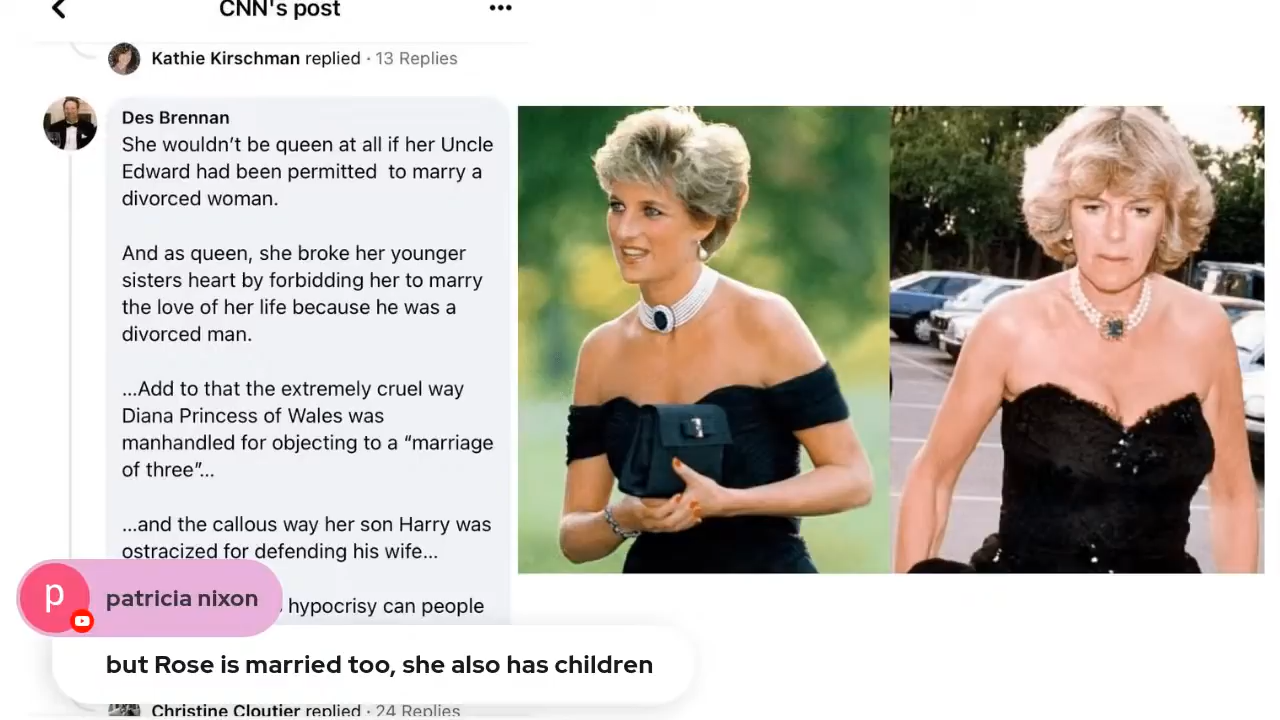 CNN's post
Kathie Kirschman replied · 13 Replies
Des Brennan
She wouldn't be queen at all if her Uncle
Edward had been permitted to marry a
divorced woman.
And as queen, she broke her younger
sisters heart by forbidding her to marry
the love of her life because he was a
divorced man.
...Add to that the extremely cruel way
Diana Princess of Wales was
manhandled for objecting to a "marriage
of three"...
...and the callous way her son Harry was
ostracized for defending his wife...
hypocrisy can people
p
patricia nixon
but Rose is married too, she also has children
Christine Cloutier replied · 24 Replies